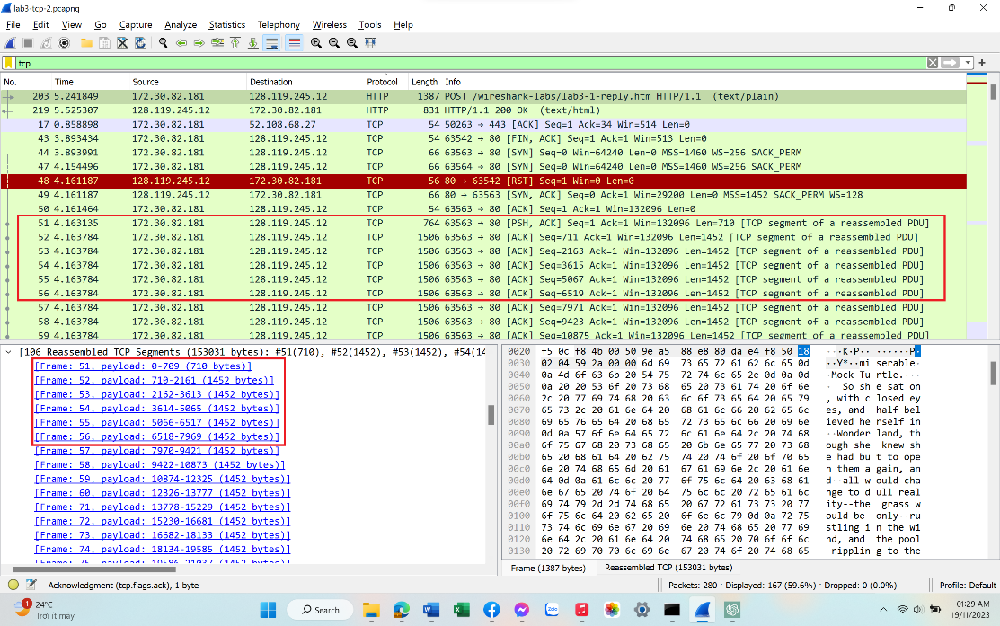 lab3-tcp-2.pcapng
File Edit View Go Capture Analyze Statistics Telephony Wireless Tools Help
tcp
No. Time Source Destination Protocol Length Info
203 5.241849 172.30.82.181 128.119.245.12 HTTP 1387 POST /wireshark-labs/lab3-1-reply.htm HTTP/1.1 (text/plain)
219 5.525307 128.119.245.12 172.30.82.181 HTTP 831 HTTP/1.1 200 OK (text/html)
17 0.858898 172.30.82.181 52.108.68.27 TCP 54 50263 → 443 [ACK] Seq=1 Ack=34 Win=514 Len=0
43 3.893434 172.30.82.181 128.119.245.12 TCP 54 63542 → 80 [FIN, ACK] Seq=1 Ack=1 Win=513 Len=0
44 3.893991 172.30.82.181 128.119.245.12 TCP 66 63563 → 80 [SYN] Seq=0 Win=64240 Len=0 MSS=1460 WS=256 SACK_PERM
47 4.154496 172.30.82.181 128.119.245.12 TCP 66 63564 → 80 [SYN] Seq=0 Win=64240 Len=0 MSS=1460 WS=256 SACK_PERM
48 4.161187 128.119.245.12 172.30.82.181 TCP 56 80 → 63542 [RST] Seq=1 Win=0 Len=0
49 4.161187 128.119.245.12 172.30.82.181 TCP 66 80 → 63563 [SYN, ACK] Seq=0 Ack=1 Win=29200 Len=0 MSS=1452 SACK_PERM WS=128
50 4.161464 172.30.82.181 128.119.245.12 TCP 54 63563 → 80 [ACK] Seq=1 Ack=1 Win=132096 Len=0
51 4.163135 172.30.82.181 128.119.245.12 TCP 764 63563 → 80 [PSH, ACK] Seq=1 Ack=1 Win=132096 Len=710 [TCP segment of a reassembled PDU]
52 4.163784 172.30.82.181 128.119.245.12 TCP 1506 63563 → 80 [ACK] Seq=711 Ack=1 Win=132096 Len=1452 [TCP segment of a reassembled PDU]
53 4.163784 172.30.82.181 128.119.245.12 TCP 1506 63563 → 80 [ACK] Seq=2163 Ack=1 Win=132096 Len=1452 [TCP segment of a reassembled PDU]
54 4.163784 172.30.82.181 128.119.245.12 TCP 1506 63563 → 80 [ACK] Seq=3615 Ack=1 Win=132096 Len=1452 [TCP segment of a reassembled PDU]
55 4.163784 172.30.82.181 128.119.245.12 TCP 1506 63563 → 80 [ACK] Seq=5067 Ack=1 Win=132096 Len=1452 [TCP segment of a reassembled PDU]
56 4.163784 172.30.82.181 128.119.245.12 TCP 1506 63563 → 80 [ACK] Seq=6519 Ack=1 Win=132096 Len=1452 [TCP segment of a reassembled PDU]
57 4.163784 172.30.82.181 128.119.245.12 TCP 1506 63563 → 80 [ACK] Seq=7971 Ack=1 Win=132096 Len=1452 [TCP segment of a reassembled PDU]
58 4.163784 172.30.82.181 128.119.245.12 TCP 1506 63563 → 80 [ACK] Seq=9423 Ack=1 Win=132096 Len=1452 [TCP segment of a reassembled PDU]
59 4.163784 172.30.82.181 128.119.245.12 TCP 1506 63563 → 80 [ACK] Seq=10875 Ack=1 Win=132096 Len=1452 [TCP segment of a reassembled PDU]
[106 Reassembled TCP Segments (153031 bytes): #51(710), #52(1452), #53(1452), #54(14
[Frame: 51, payload: 0-709 (710 bytes)]
[Frame: 52, payload: 710-2161 (1452 bytes)]
[Frame: 53, payload: 2162-3613 (1452 bytes)]
[Frame: 54, payload: 3614-5065 (1452 bytes)]
[Frame: 55, payload: 5066-6517 (1452 bytes)]
[Frame: 56, payload: 6518-7969 (1452 bytes)]
[Frame: 57, payload: 7970-9421 (1452 bytes)]
[Frame: 58, payload: 9422-10873 (1452 bytes)]
[Frame: 59, payload: 10874-12325 (1452 bytes)]
[Frame: 60, payload: 12326-13777 (1452 bytes)]
[Frame: 71, payload: 13778-15229 (1452 bytes)]
[Frame: 72, payload: 15230-16681 (1452 bytes)]
[Frame: 73, payload: 16682-18133 (1452 bytes)]
[Frame: 74, payload: 18134-19585 (1452 bytes)]
[Frame: 75, payload: 19586-21037 (1452 bytes)]
0020 f5 0c f8 4b 00 50 9e a5 88 e8 80 da e4 f8 50 18 ···K·P·· ······P·
0030 02 04 59 2a 00 00 6d 69 73 65 72 61 62 6c 65 0d ··Y*··mi serable·
0040 0a 4d 6f 63 6b 20 54 75 72 74 6c 65 2e 0d 0a 0d ·Mock Tu rtle.···
0050 0a 20 20 53 6f 20 73 68 65 20 73 61 74 20 6f 6e · So sh e sat on
0060 2c 20 77 69 74 68 20 63 6c 6f 73 65 64 20 65 79 , with c losed ey
0070 65 73 2c 20 61 6e 64 20 68 61 6c 66 20 62 65 6c es, and half bel
0080 69 65 76 65 64 20 68 65 72 73 65 6c 66 20 69 6e ieved he rself in
0090 0d 0a 57 6f 6e 64 65 72 6c 61 6e 64 2c 20 74 68 ··Wonder land, th
00a0 6f 75 67 68 20 73 68 65 20 6b 6e 65 77 20 73 68 ough she knew sh
00b0 65 20 68 61 64 20 62 75 74 20 74 6f 20 6f 70 65 e had bu t to ope
00c0 6e 20 74 68 65 6d 20 61 67 61 69 6e 2c 20 61 6e n them a gain, an
00d0 64 0d 0a 61 6c 6c 20 77 6f 75 6c 64 20 63 68 61 d··all w ould cha
00e0 6e 67 65 20 74 6f 20 64 75 6c 6c 20 72 65 61 6c nge to d ull real
00f0 69 74 79 2d 2d 74 68 65 20 67 72 61 73 73 20 77 ity--the grass w
0100 6f 75 6c 64 20 62 65 20 6f 6e 6c 79 0d 0a 72 75 ould be only··ru
0110 73 74 6c 69 6e 67 20 69 6e 20 74 68 65 20 77 69 stling i n the wi
0120 6e 64 2c 20 61 6e 64 20 74 68 65 20 70 6f 6f 6c nd, and the pool
0130 20 72 69 70 70 6c 69 6e 67 20 74 6f 20 74 68 65 ripplin g to the
Frame (1387 bytes) Reassembled TCP (153031 bytes)
Acknowledgment (tcp.flags.ack), 1 byte Packets: 280 · Displayed: 167 (59.6%) · Dropped: 0 (0.0%) Profile: Default
1
24°C
Trời ít mây
Search
Zalo
01:29 AM
19/11/2023